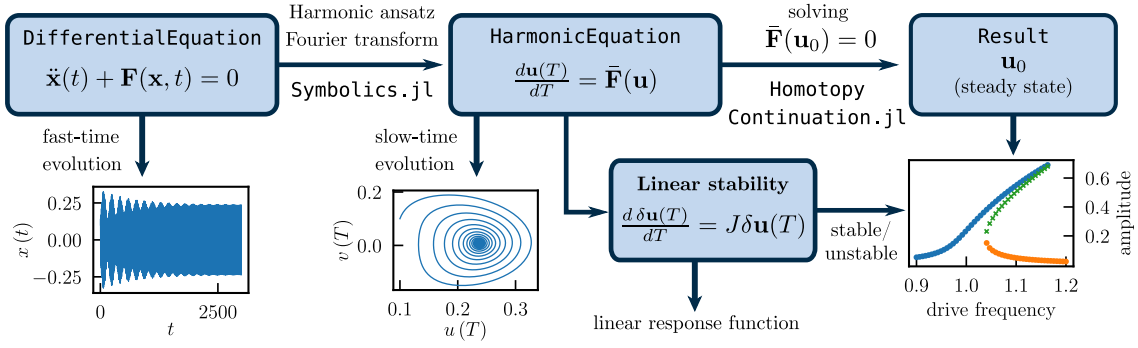 DifferentialEquation
ẍ(t) + F(x, t) = 0
Harmonic ansatz
Fourier transform
Symbolics.jl
HarmonicEquation
du(T)/dT = F̄(u)
solving
F̄(u₀) = 0
Homotopy
Continuation.jl
Result
u₀
(steady state)
fast-time
evolution
slow-time
evolution
Linear stability
d δu(T)/dT = Jδu(T)
stable/
unstable
linear response function
0.25
0.00
−0.25
x (t)
0
2500
t
0.2
0.0
v (T)
0.1
0.2
0.3
u (T)
0.6
0.4
0.2
amplitude
0.9
1.0
1.1
1.2
drive frequency